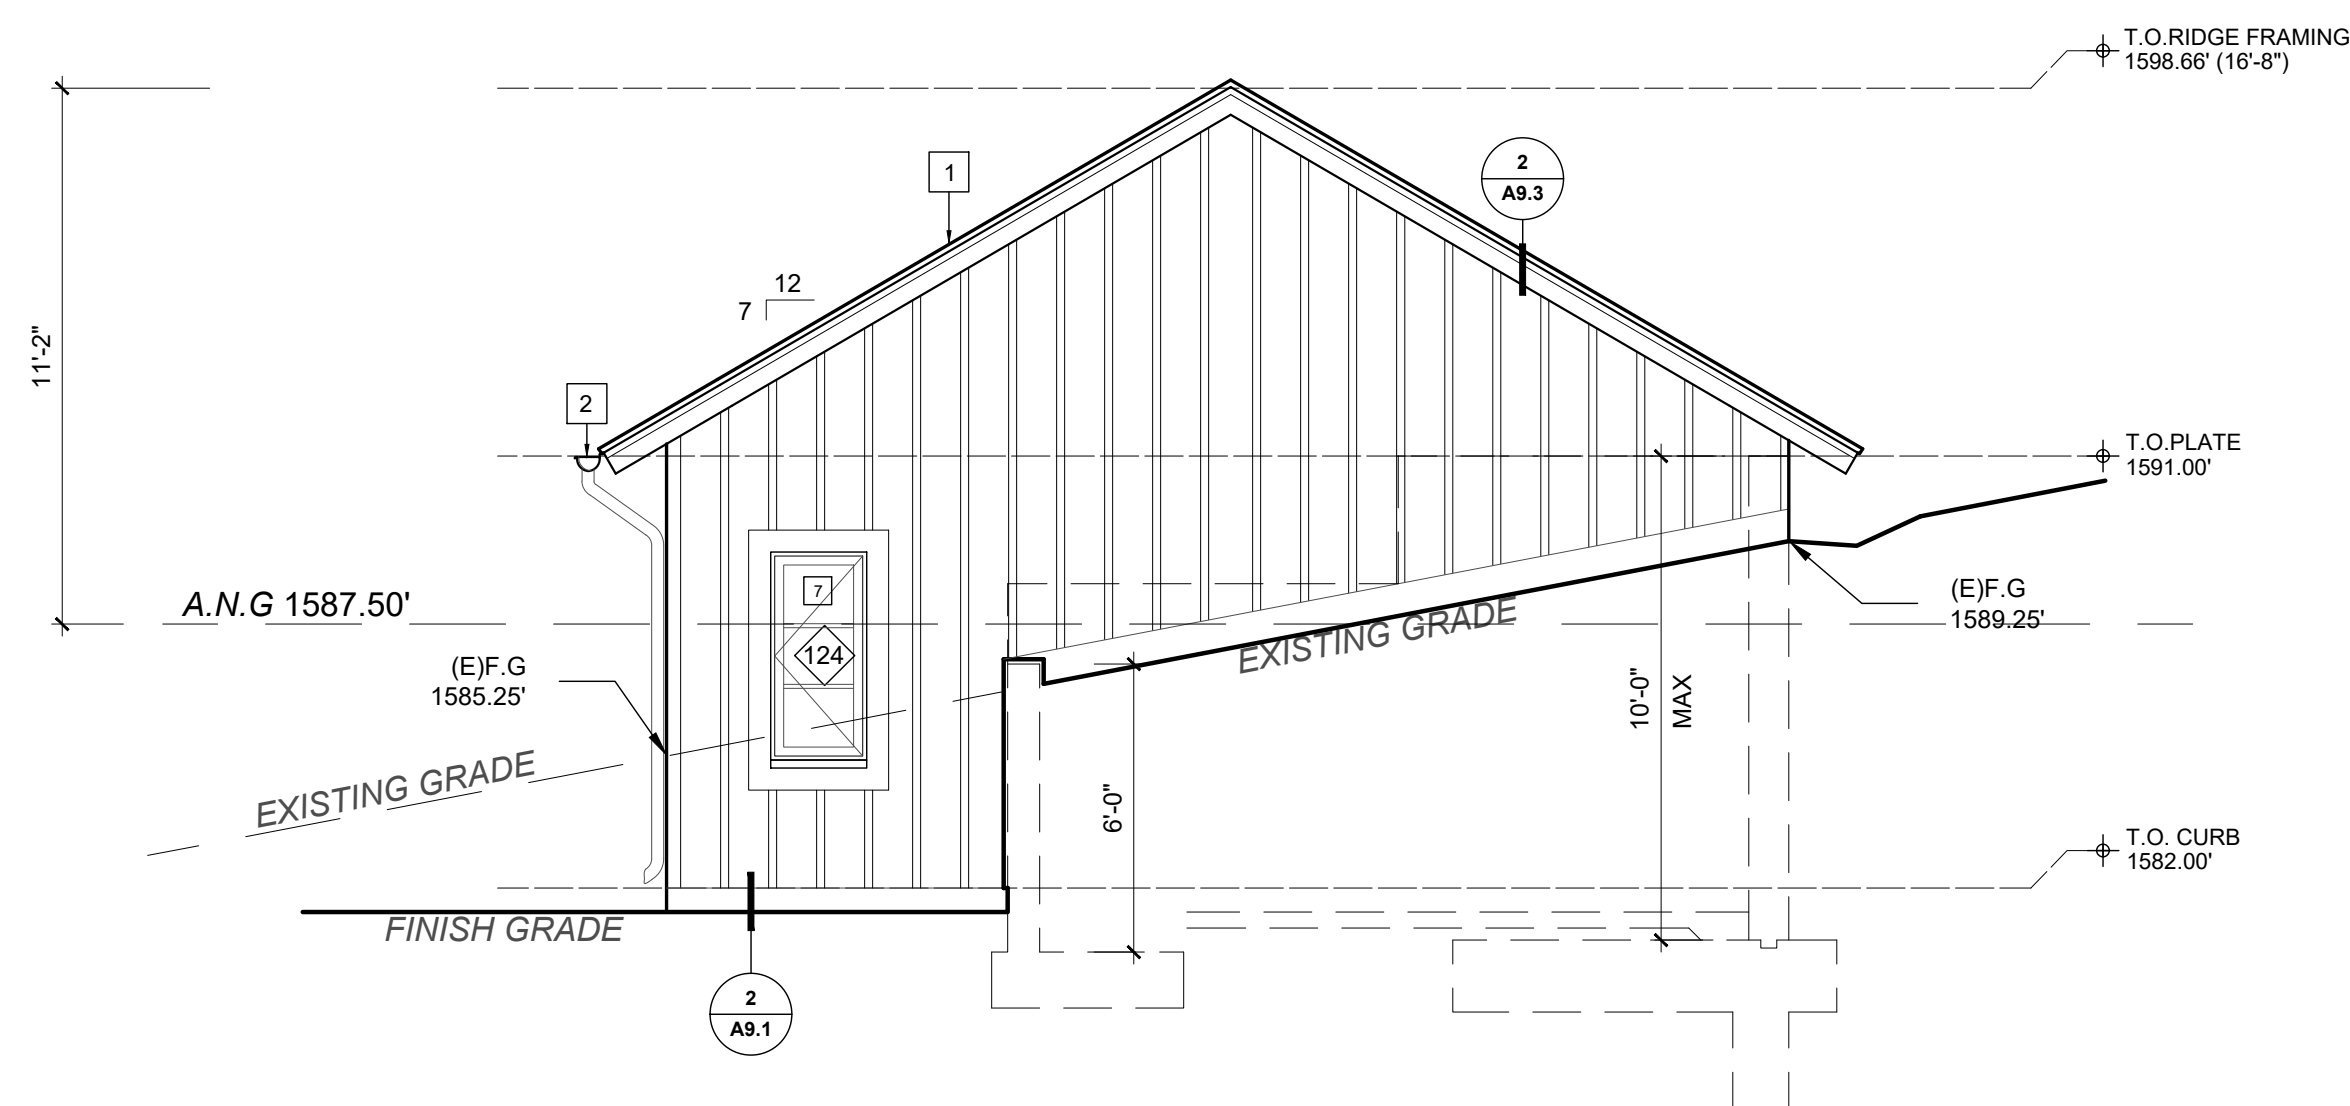 T.O.RIDGE FRAMING
1598.66' (16'-8")
1
2
A9.3
12
7
11'-2"
2
T.O.PLATE
1591.00'
A.N.G 1587.50'
7
(E)F.G
1589.25'
EXISTING GRADE
124
(E)F.G
1585.25'
10'-0"
MAX
EXISTING GRADE
6'-0"
T.O. CURB
1582.00'
FINISH GRADE
2
A9.1